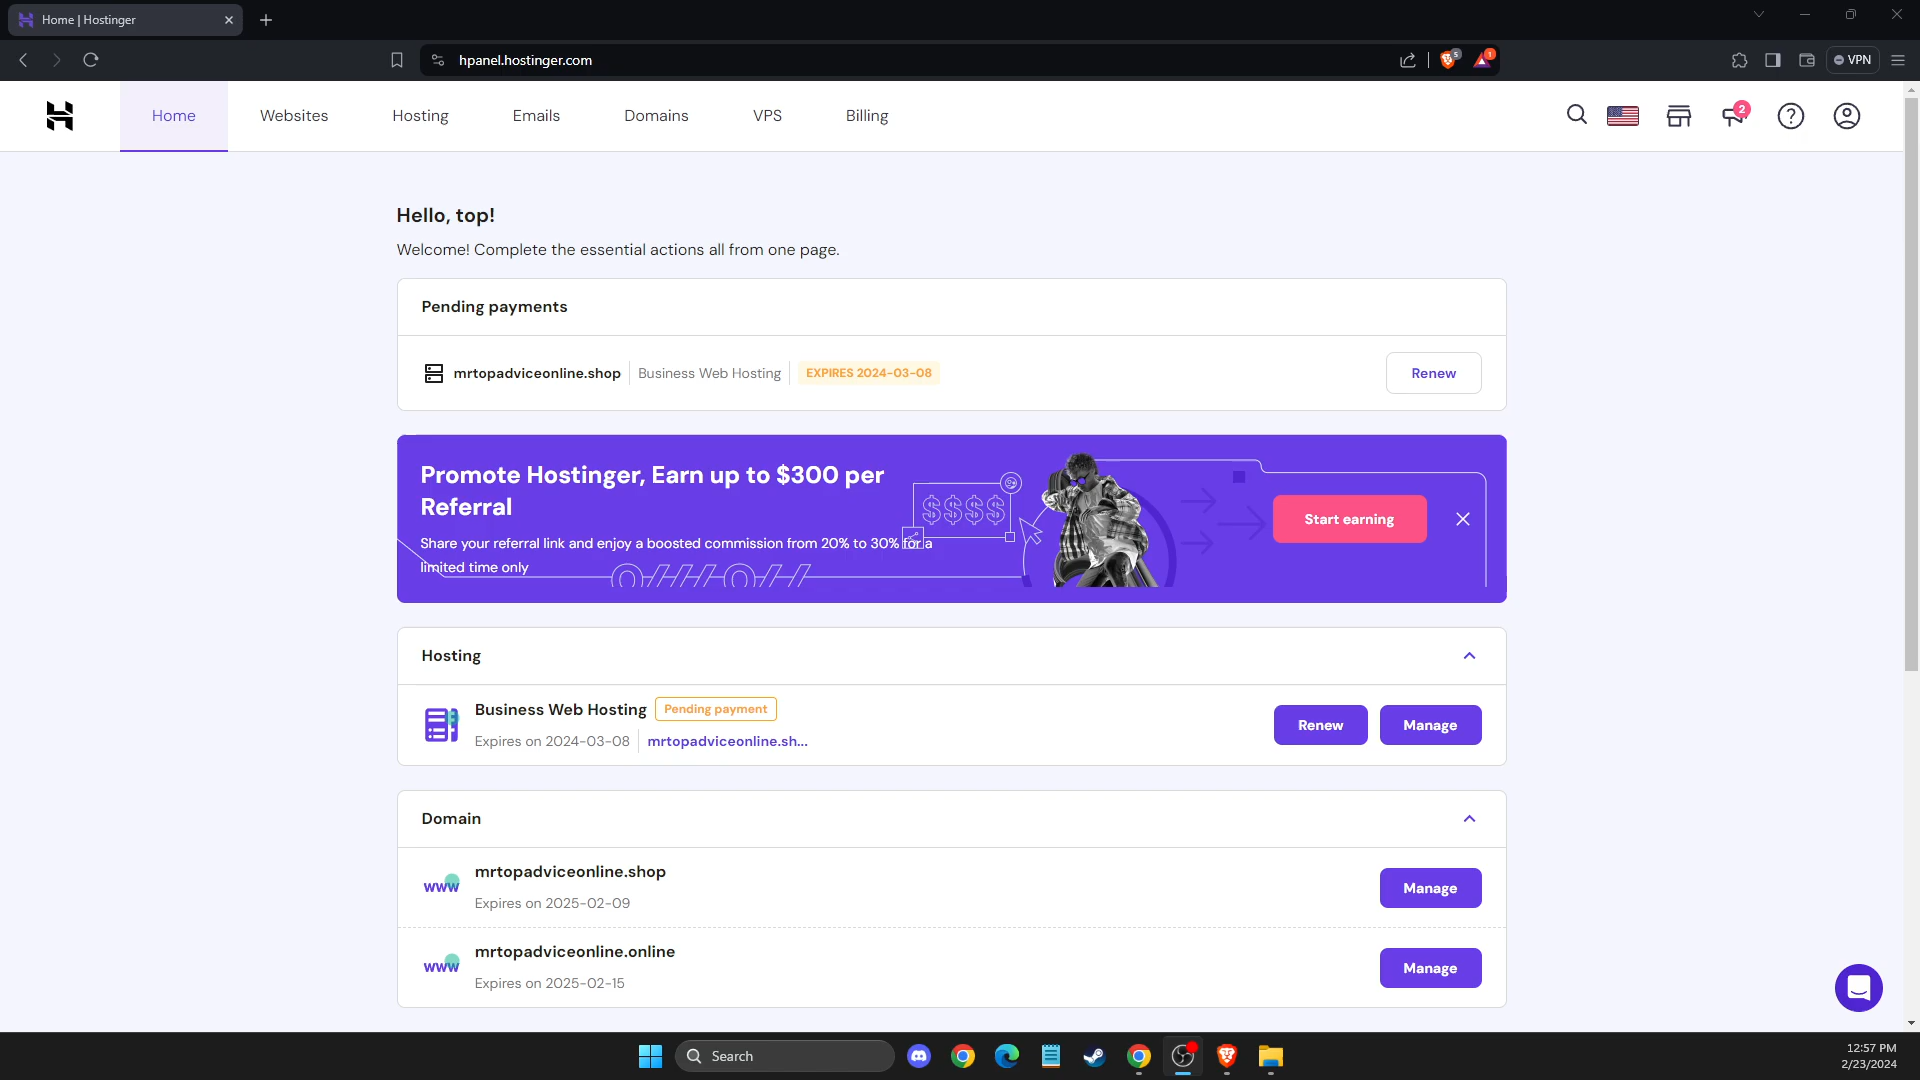 Home | Hostinger
hpanel.hostinger.com
5
1
VPN
Home
Websites
Hosting
Emails
Domains
VPS
Billing
2
Hello, top!
Welcome! Complete the essential actions all from one page.
Pending payments
mrtopadviceonline.shop
Business Web Hosting
EXPIRES 2024-03-08
Renew
Promote Hostinger, Earn up to $300 per
Referral
$$$$
Share your referral link and enjoy a boosted commission from 20% to 30% for a
limited time only
Start earning
Hosting
Business Web Hosting
Pending payment
Expires on 2024-03-08
mrtopadviceonline.sh...
Renew
Manage
Domain
www
mrtopadviceonline.shop
Expires on 2025-02-09
Manage
www
mrtopadviceonline.online
Expires on 2025-02-15
Manage
Search
12:57 PM
2/23/2024